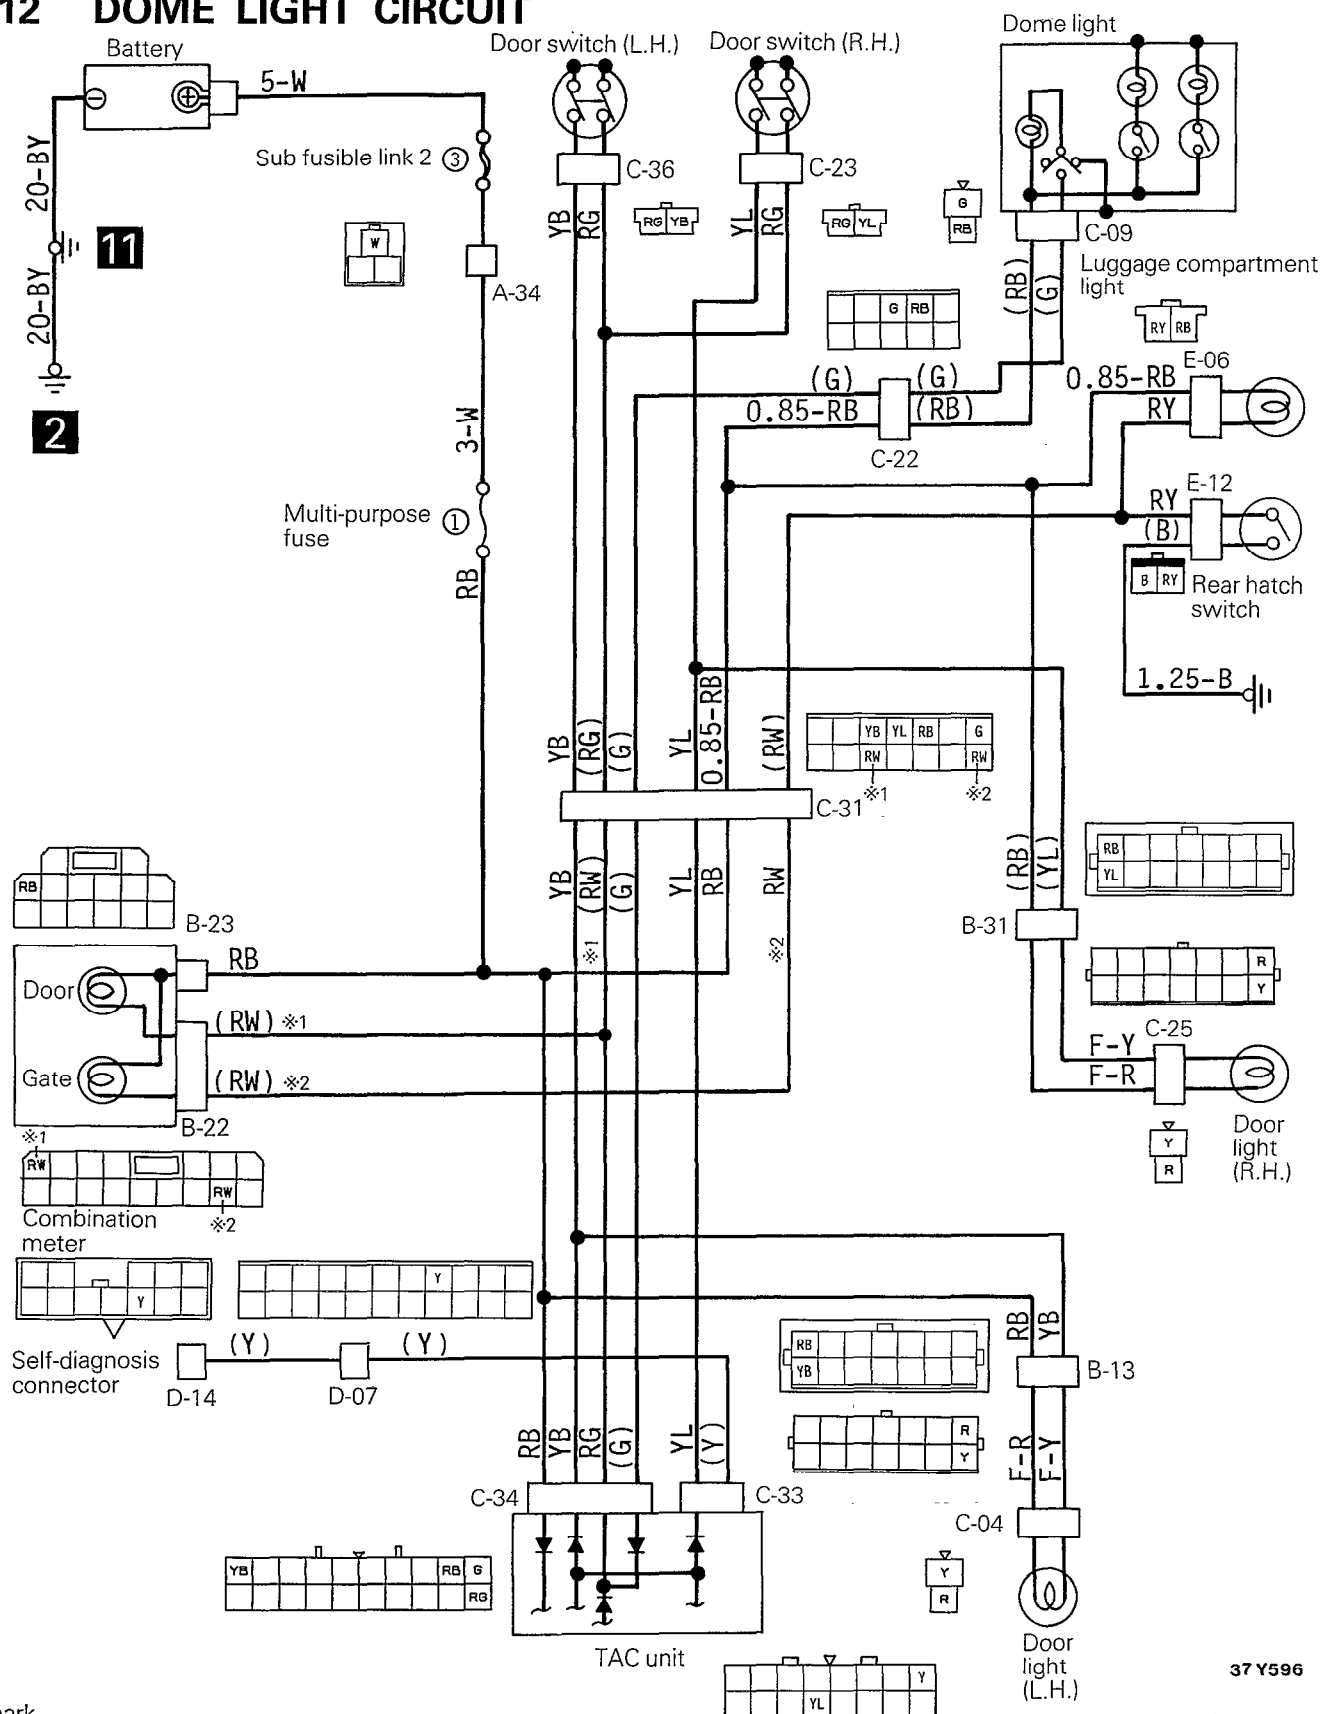 12 DOME LIGHT CIRCUIT
Battery
Door switch (L.H.)
Door switch (R.H.)
Dome light
5-W
20-BY
Sub fusible link 2 ③
C-36
C-23
11
W
YB
RG
RG YB
YL
RG
RG YL
G
RB
C-09
20-BY
A-34
(RB)
(G)
Luggage compartment
light
G RB
RY RB
2
3-W
(G)
(G)
0.85-RB
(RB)
C-22
0.85-RB
RY
E-06
Multi-purpose
fuse
①
RB
E-12
RY
(B)
B RY
Rear hatch
switch
1.25-B
YB
(RG)
(G)
YL
0.85-RB
(RW)
YB YL RB G
RW RW
※1 ※2
C-31
YB
(RW)
(G)
YL
RB
RW
※1
※2
(RB)
(YL)
RB
YL
B-31
RB
B-23
Door
RB
(RW) ※1
Gate
(RW) ※2
B-22
R
Y
C-25
F-Y
F-R
Y
R
Door
light
(R.H.)
※1
RW
RW
※2
Combination
meter
Y
Y
Self-diagnosis
connector
(Y)
(Y)
D-14
D-07
RB
YB
RB
YB
B-13
R
Y
RB
YB
RG
(G)
YL
(Y)
F-R
F-Y
C-34
C-33
C-04
YB RB G
RG
Y
R
TAC unit
Door
light
(L.H.)
Y
YL
37Y596